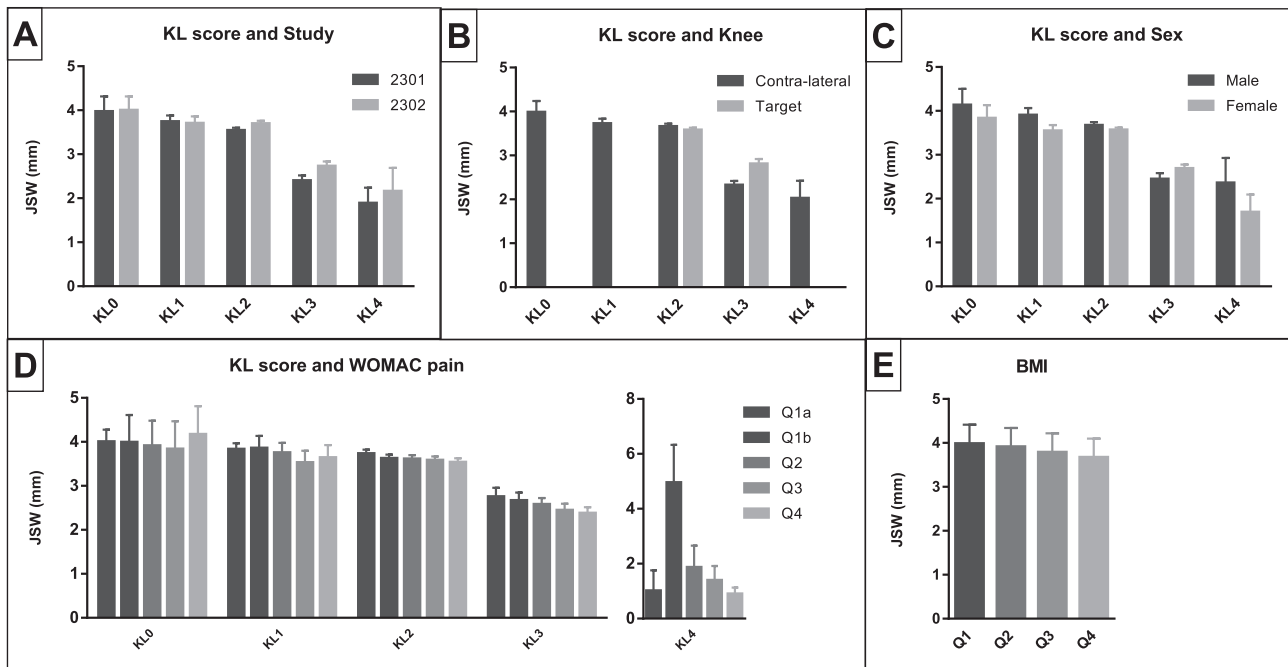 A
KL score and Study
5
4
3
2
1
0
JSW (mm)
2301
2302
KL0
KL1
KL2
KL3
KL4
B
KL score and Knee
5
4
3
2
1
0
JSW (mm)
Contra-lateral
Target
KL0
KL1
KL2
KL3
KL4
C
KL score and Sex
5
4
3
2
1
0
JSW (mm)
Male
Female
KL0
KL1
KL2
KL3
KL4
D
KL score and WOMAC pain
5
4
3
2
1
0
JSW (mm)
KL0
KL1
KL2
KL3
8
6
4
2
0
KL4
Q1a
Q1b
Q2
Q3
Q4
E
BMI
5
4
3
2
1
0
JSW (mm)
Q1
Q2
Q3
Q4